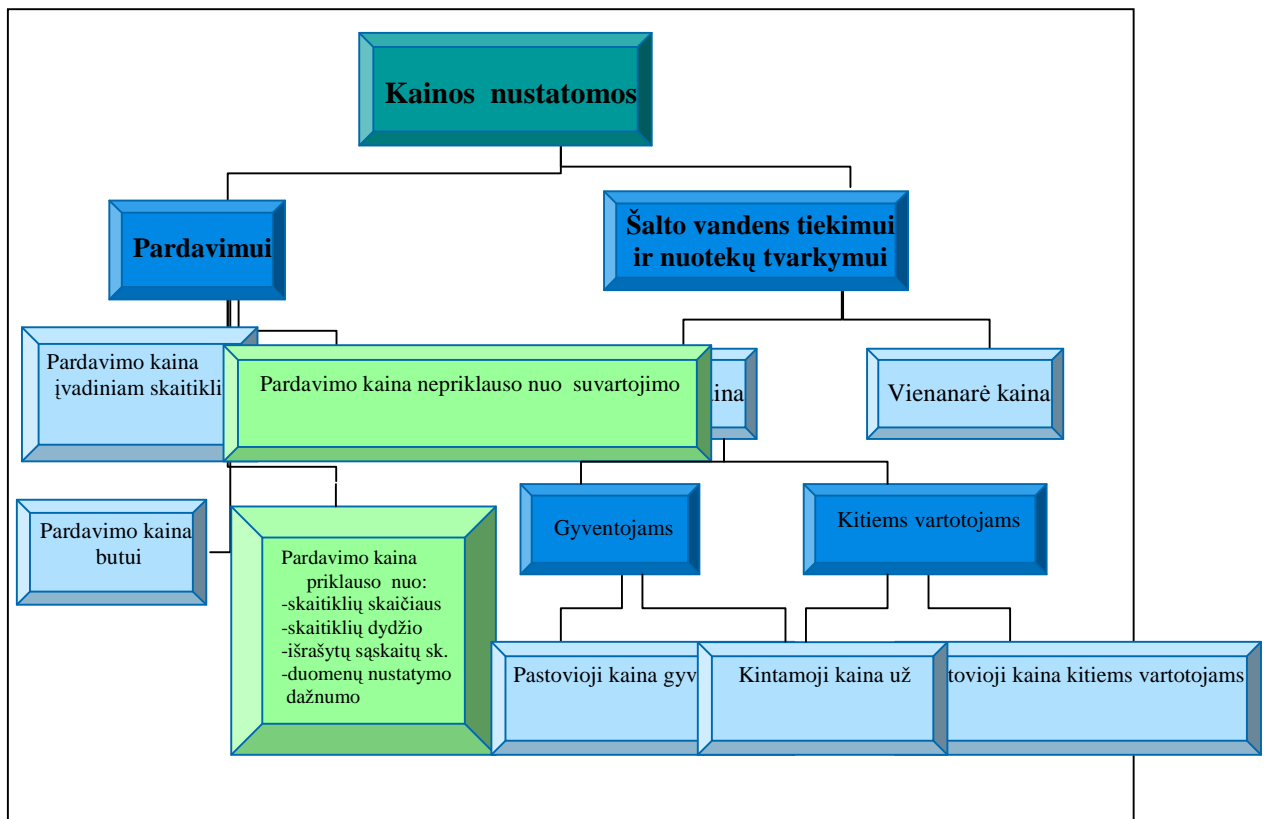 Kainos nustatomos
Pardavimui
Šalto vandens tiekimui
ir nuotekų tvarkymui
Pardavimo kaina
įvadiniam skaitikli
Pardavimo kaina nepriklauso nuo suvartojimo
aina
Vienanarė kaina
Pardavimo kaina
butui
Pardavimo kaina
priklauso nuo:
-skaitiklių skaičiaus
-skaitiklių dydžio
-išrašytų sąskaitų sk.
-duomenų nustatymo
dažnumo
Gyventojams
Kitiems vartotojams
Pastovioji kaina gyv
Kintamoji kaina už
tovioji kaina kitiems vartotojams